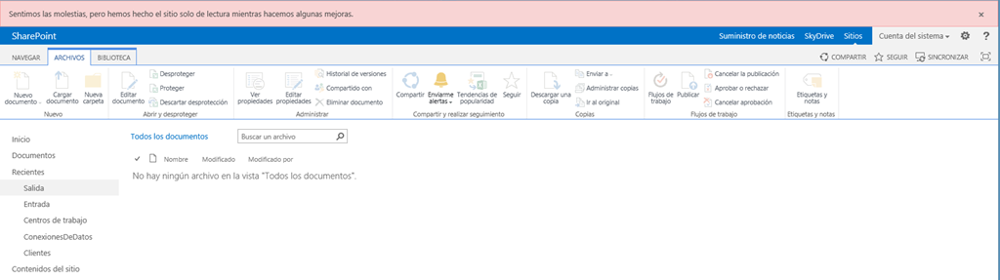 Sentimos las molestias, pero hemos hecho el sitio solo de lectura mientras hacemos algunas mejoras.
SharePoint
Suministro de noticias SkyDrive Sitios Cuenta del sistema ?
NAVEGAR ARCHIVOS BIBLIOTECA COMPARTIR SEGUIR SINCRONIZAR
Nuevo documento
Cargar documento
Nueva carpeta
Nuevo
Editar documento
Desproteger
Proteger
Descartar desprotección
Abrir y desproteger
Ver propiedades
Editar propiedades
Historial de versiones
Compartido con
Eliminar documento
Administrar
Compartir
Enviarme alertas
Tendencias de popularidad
Seguir
Compartir y realizar seguimiento
Descargar una copia
Enviar a
Administrar copias
Ir al original
Copias
Flujos de trabajo
Publicar
Cancelar la publicación
Aprobar o rechazar
Cancelar aprobación
Flujos de trabajo
Etiquetas y notas
Etiquetas y notas
Inicio
Documentos
Recientes
Salida
Entrada
Centros de trabajo
ConexionesDeDatos
Clientes
Contenidos del sitio
Todos los documentos
Buscar un archivo
Nombre Modificado Modificado por
No hay ningún archivo en la vista "Todos los documentos".